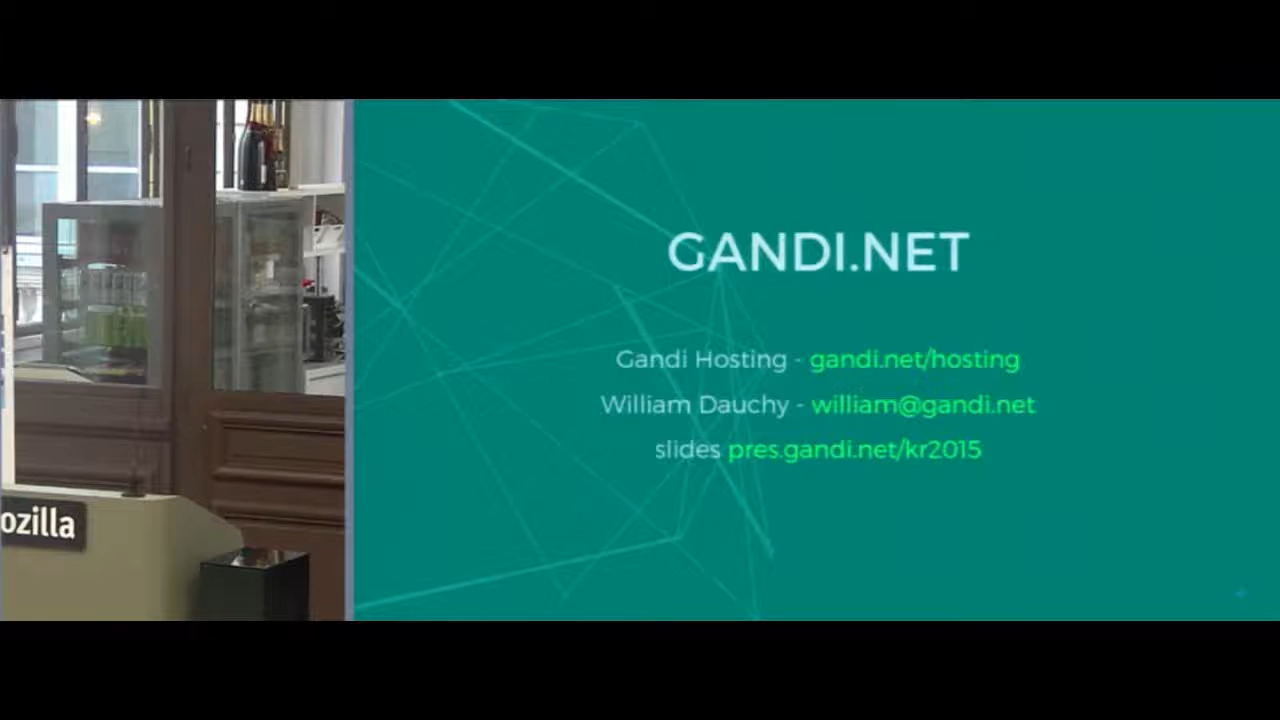 GANDI.NET
Gandi Hosting - gandi.net/hosting
William Dauchy - william@gandi.net
slides pres.gandi.net/kr2015
ozilla